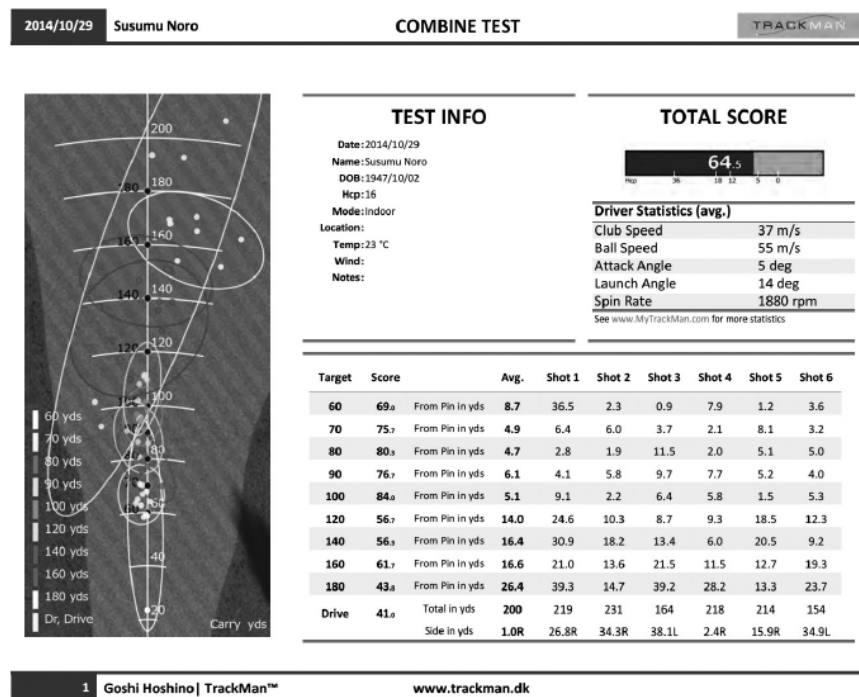 2014/10/29 Susumu Noro COMBINE TEST TRACKMAN
TEST INFO
Date:2014/10/29
Name:Susumu Noro
DOB:1947/10/02
Hcp:16
Mode:Indoor
Location:
Temp:23 °C
Wind:
Notes:
TOTAL SCORE
64.5
Hcp 36 18 12 5 0
Driver Statistics (avg.)
Club Speed 37 m/s
Ball Speed 55 m/s
Attack Angle 5 deg
Launch Angle 14 deg
Spin Rate 1880 rpm
See www.MyTrackMan.com for more statistics
200
180 180
160 160
140 140
120 120
100
80
60
40
20
60 yds
70 yds
80 yds
90 yds
100 yds
120 yds
140 yds
160 yds
180 yds
Dr, Drive
Carry yds
Target Score Avg. Shot 1 Shot 2 Shot 3 Shot 4 Shot 5 Shot 6
60 69.0 From Pin in yds 8.7 36.5 2.3 0.9 7.9 1.2 3.6
70 75.7 From Pin in yds 4.9 6.4 6.0 3.7 2.1 8.1 3.2
80 80.3 From Pin in yds 4.7 2.8 1.9 11.5 2.0 5.1 5.0
90 76.7 From Pin in yds 6.1 4.1 5.8 9.7 7.7 5.2 4.0
100 84.0 From Pin in yds 5.1 9.1 2.2 6.4 5.8 1.5 5.3
120 56.7 From Pin in yds 14.0 24.6 10.3 8.7 9.3 18.5 12.3
140 56.3 From Pin in yds 16.4 30.9 18.2 13.4 6.0 20.5 9.2
160 61.7 From Pin in yds 16.6 21.0 13.6 21.5 11.5 12.7 19.3
180 43.8 From Pin in yds 26.4 39.3 14.7 39.2 28.2 13.3 23.7
Drive 41.0 Total in yds 200 219 231 164 218 214 154
Side in yds 1.0R 26.8R 34.3R 38.1L 2.4R 15.9R 34.9L
1 Goshi Hoshino| TrackMan™ www.trackman.dk